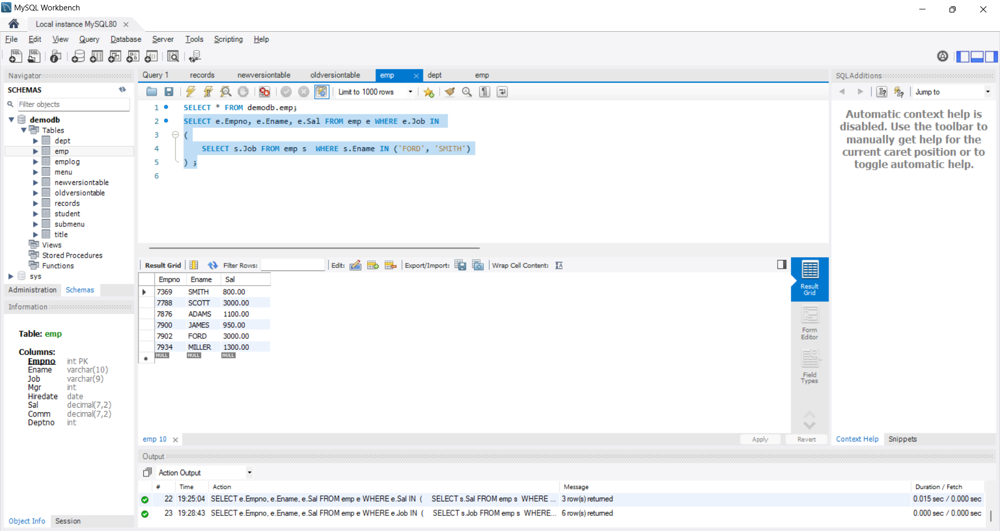 MySQL Workbench
Local instance MySQL80
File Edit View Query Database Server Tools Scripting Help
Navigator
SCHEMAS
Filter objects
demodb
Tables
dept
emp
emplog
menu
newversiontable
oldversiontable
records
student
submenu
title
Views
Stored Procedures
Functions
sys
Administration Schemas
Information
Table: emp
Columns:
Empno int PK
Ename varchar(10)
Job varchar(9)
Mgr int
Hiredate date
Sal decimal(7,2)
Comm decimal(7,2)
Deptno int
Object Info Session
Query 1 records newversiontable oldversiontable emp dept emp
Limit to 1000 rows
1 SELECT * FROM demodb.emp;
2 SELECT e.Empno, e.Ename, e.Sal FROM emp e WHERE e.Job IN
3 (
4 SELECT s.Job FROM emp s  WHERE s.Ename IN ('FORD', 'SMITH')
5 ) ;
6
Result Grid Filter Rows: Edit: Export/Import: Wrap Cell Content:
Empno Ename Sal
7369 SMITH 800.00
7788 SCOTT 3000.00
7876 ADAMS 1100.00
7900 JAMES 950.00
7902 FORD 3000.00
7934 MILLER 1300.00
NULL NULL NULL
Result
Grid
Form
Editor
Field
Types
emp 10
Apply Revert
SQLAdditions
Jump to
Automatic context help is
disabled. Use the toolbar to
manually get help for the
current caret position or to
toggle automatic help.
Context Help Snippets
Output
Action Output
# Time Action Message Duration / Fetch
22 19:25:04 SELECT e.Empno, e.Ename, e.Sal FROM emp e WHERE e.Sal IN ( SELECT s.Sal FROM emp s WHERE ... 3 row(s) returned 0.015 sec / 0.000 sec
23 19:28:43 SELECT e.Empno, e.Ename, e.Sal FROM emp e WHERE e.Job IN ( SELECT s.Job FROM emp s WHERE... 6 row(s) returned 0.000 sec / 0.000 sec